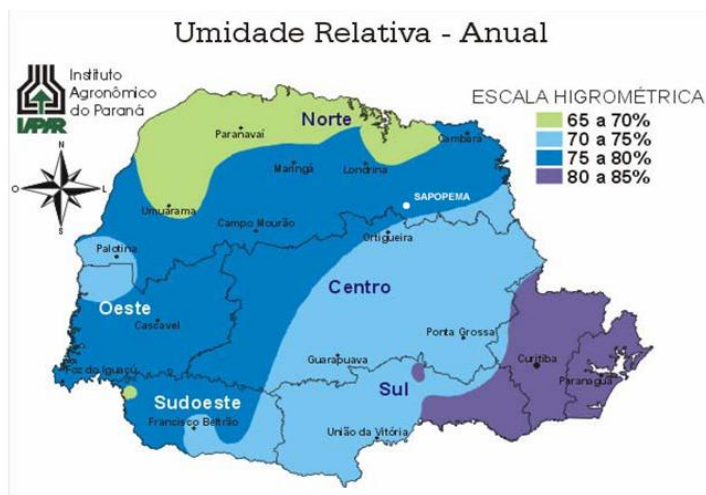 Umidade Relativa - Anual
Instituto
Agronômico
do Paraná
IAPAR
ESCALA HIGROMÉTRICA
65 a 70%
70 a 75%
75 a 80%
80 a 85%
N
O
L
S
Norte
Paranavaí
Cambára
Maringá
Londrina
Umuarama
SAPOPEMA
Campo Mourão
Ortigueira
Palotina
Centro
Oeste
Cascavel
Ponta Grossa
Guarapuava
Curitiba
Foz do Iguaçú
Paranaguá
Sul
Sudoeste
Francisco Beltrão
União da Vitória